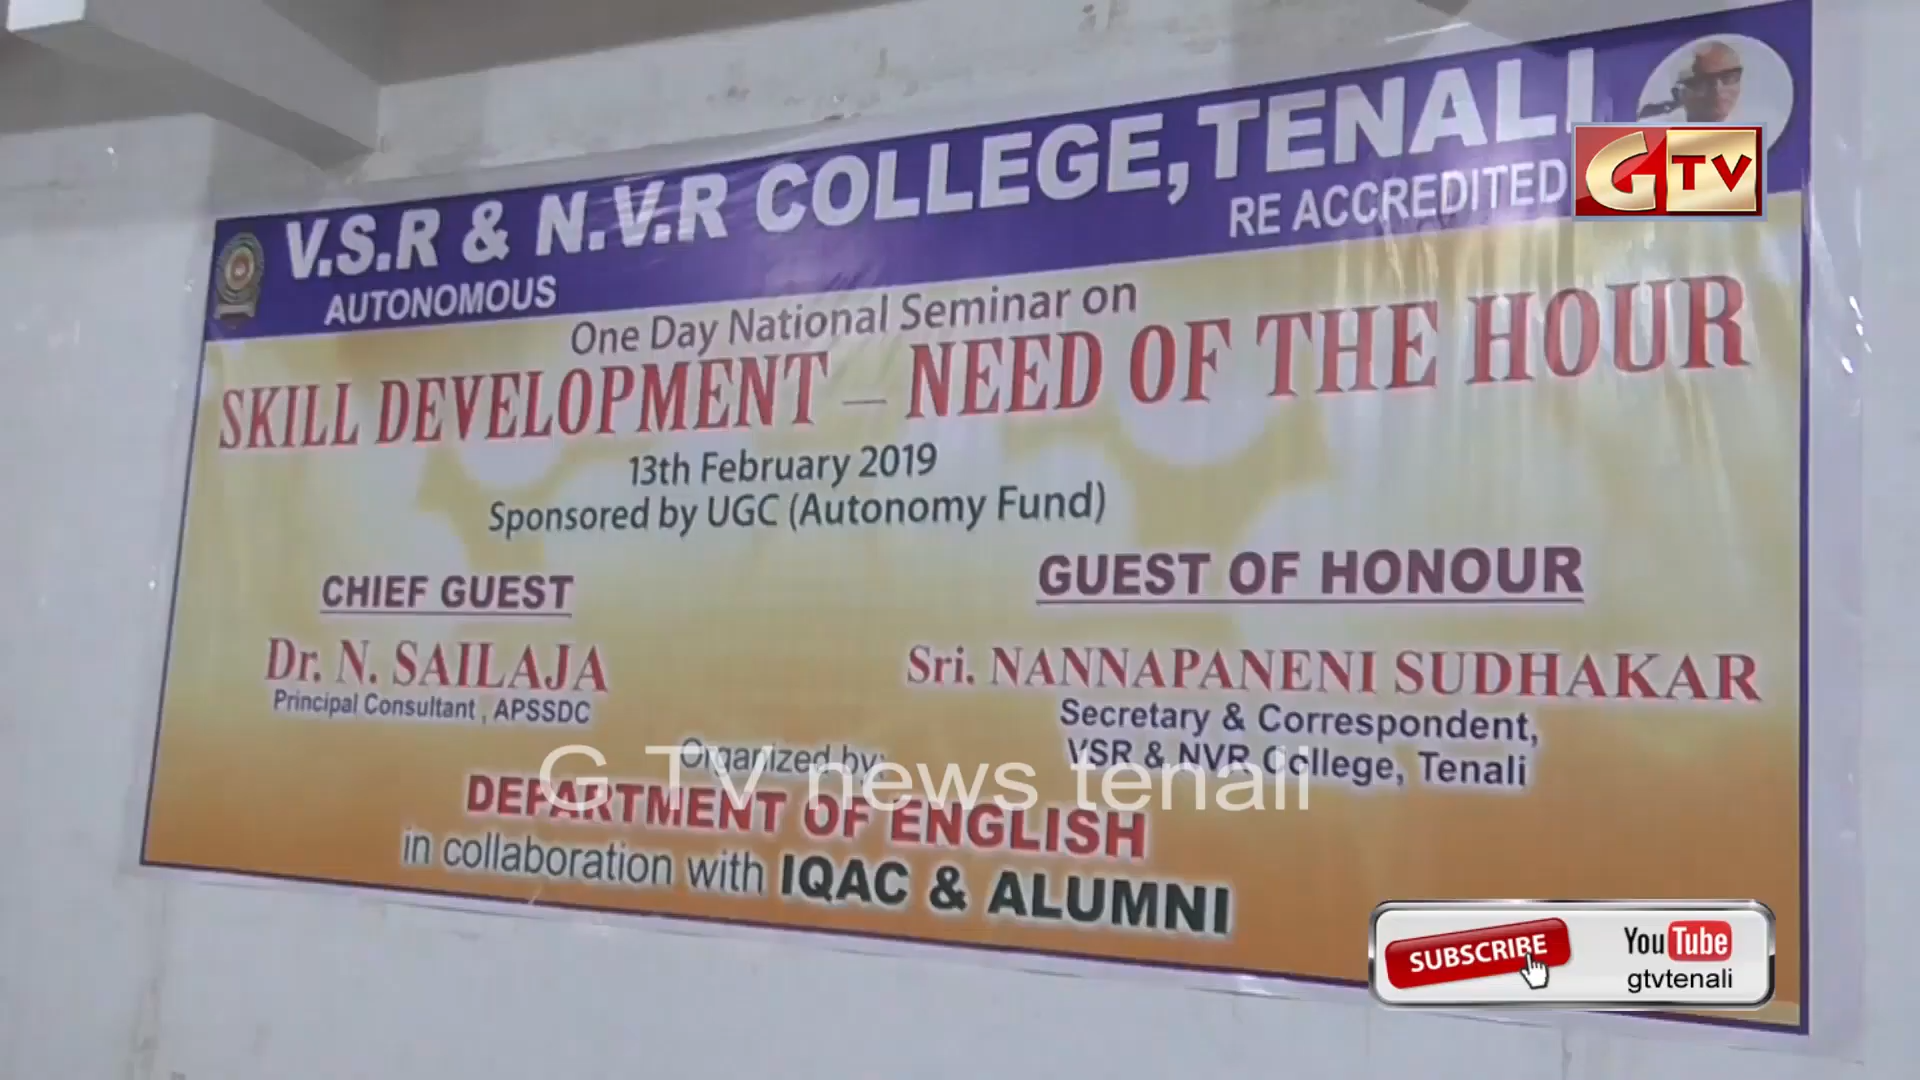 V.S.R & N.V.R COLLEGE, TENALI
AUTONOMOUS
RE ACCREDITED
G TV
One Day National Seminar on
SKILL DEVELOPMENT – NEED OF THE HOUR
13th February 2019
Sponsored by UGC (Autonomy Fund)
CHIEF GUEST
Dr. N. SAILAJA
Principal Consultant , APSSDC
GUEST OF HONOUR
Sri. NANNAPANENI SUDHAKAR
Secretary & Correspondent,
VSR & NVR College, Tenali
Organized by:
G TV news tenali
DEPARTMENT OF ENGLISH
in collaboration with IQAC & ALUMNI
SUBSCRIBE
YouTube
gtvtenali